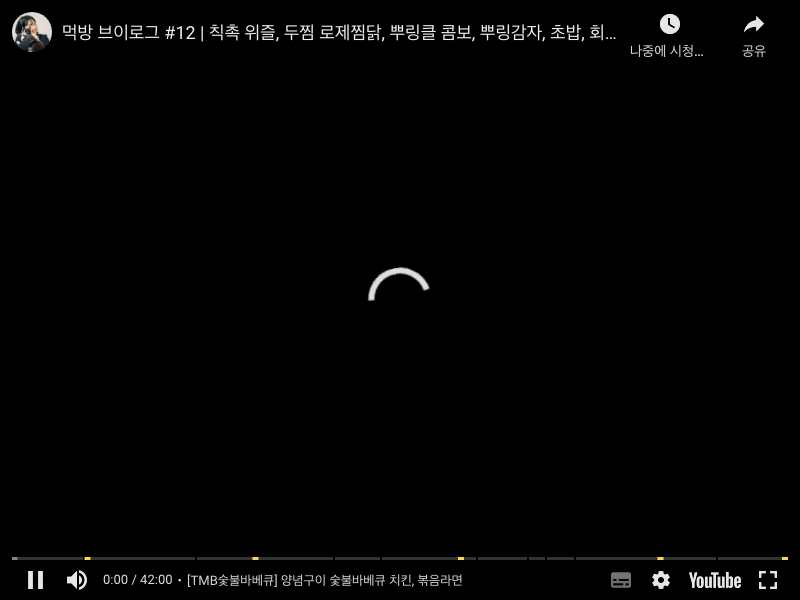 먹방 브이로그 #12 | 칙촉 위즐, 두찜 로제찜닭, 뿌링클 콤보, 뿌링감자, 초밥, 회...
나중에 시청...
공유
0:00 / 42:00 • [TMB숯불바베큐] 양념구이 숯불바베큐 치킨, 볶음라면
YouTube